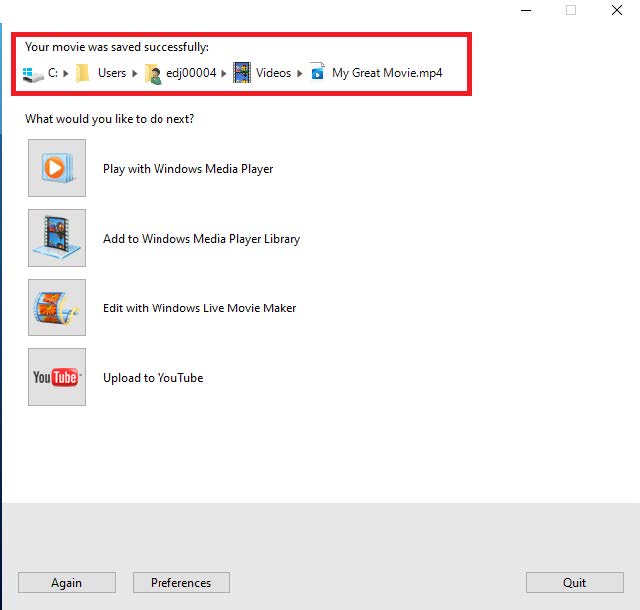 Your movie was saved successfully:
C: Users edj00004 Videos My Great Movie.mp4
What would you like to do next?
Play with Windows Media Player
Add to Windows Media Player Library
Edit with Windows Live Movie Maker
YouTube
Upload to YouTube
Again Preferences Quit